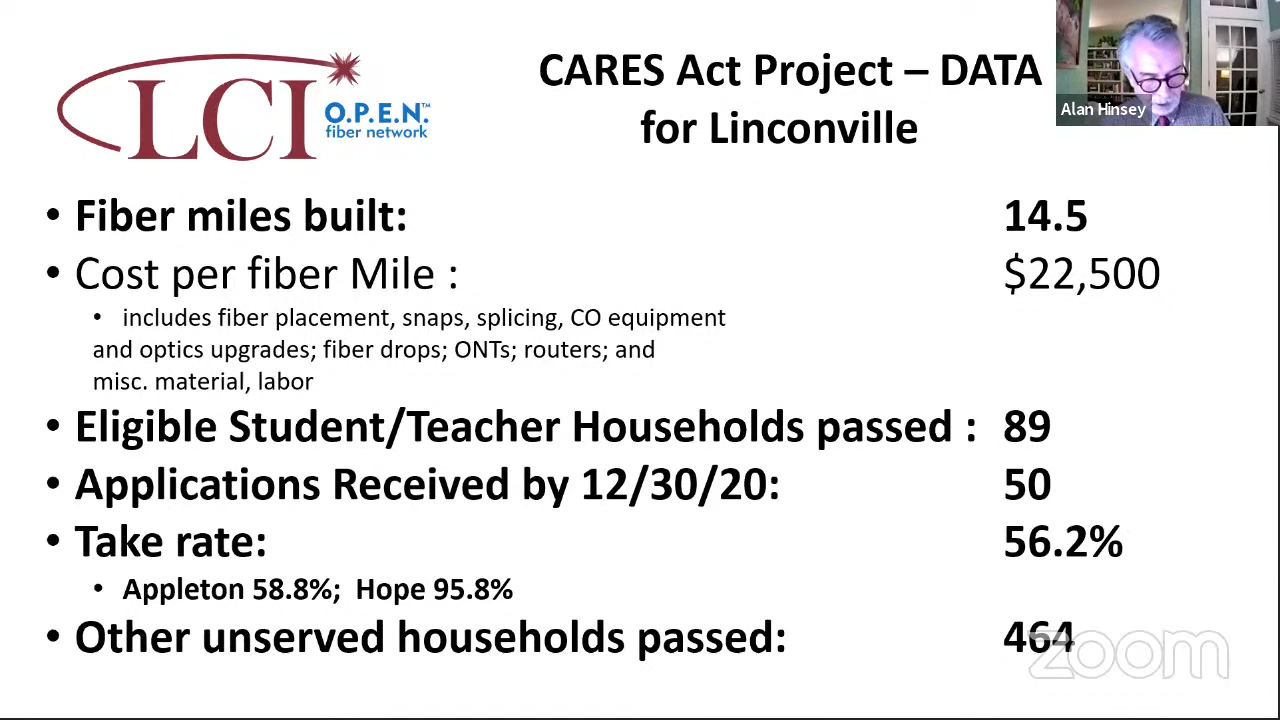 LCI
O.P.E.N.™
fiber network
CARES Act Project – DATA
for Linconville
Alan Hinsey
• Fiber miles built: 14.5
• Cost per fiber Mile : $22,500
• includes fiber placement, snaps, splicing, CO equipment
and optics upgrades; fiber drops; ONTs; routers; and
misc. material, labor
• Eligible Student/Teacher Households passed : 89
• Applications Received by 12/30/20: 50
• Take rate: 56.2%
• Appleton 58.8%; Hope 95.8%
• Other unserved households passed: 464
zoom